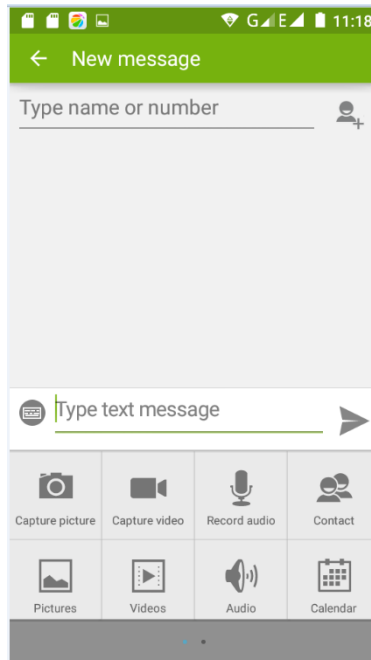 G E 11:18
New message
Type name or number
Type text message
Capture picture Capture video Record audio Contact
Pictures Videos Audio Calendar